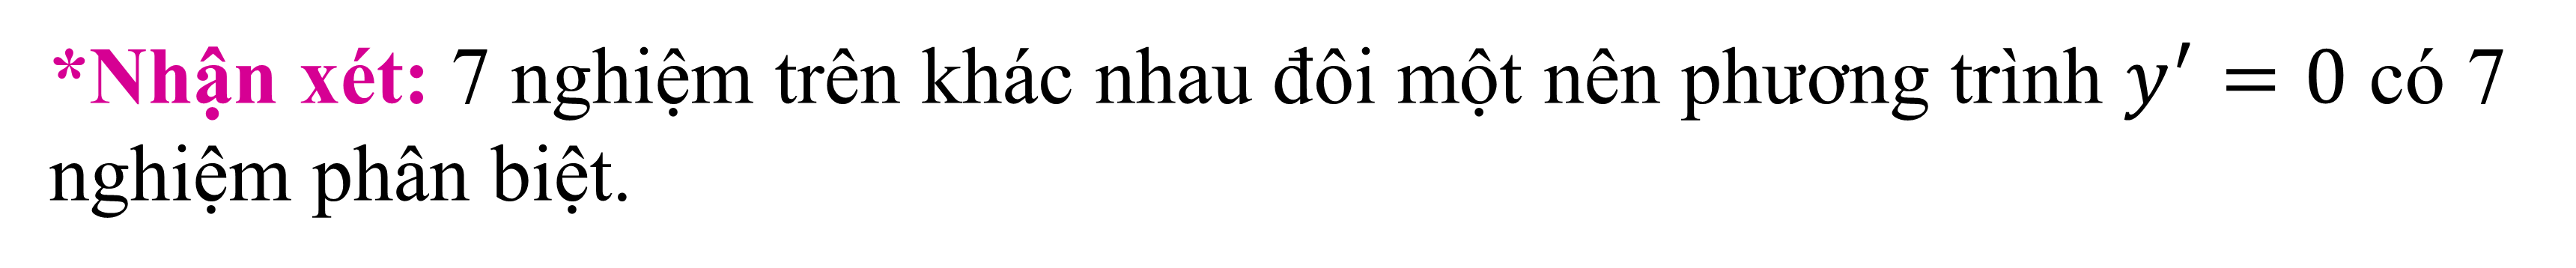 *Nhận xét: 7 nghiệm trên khác nhau đôi một nên phương trình y′ = 0 có 7
nghiệm phân biệt.